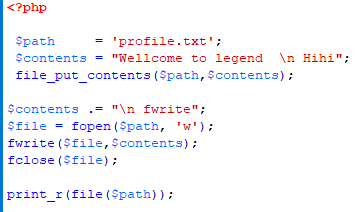 <?php
$path     = 'profile.txt';
$contents = "Wellcome to legend  \n Hihi";
file_put_contents($path,$contents);
$contents .= "\n fwrite";
$file = fopen($path, 'w');
fwrite($file,$contents);
fclose($file);
print_r(file($path));